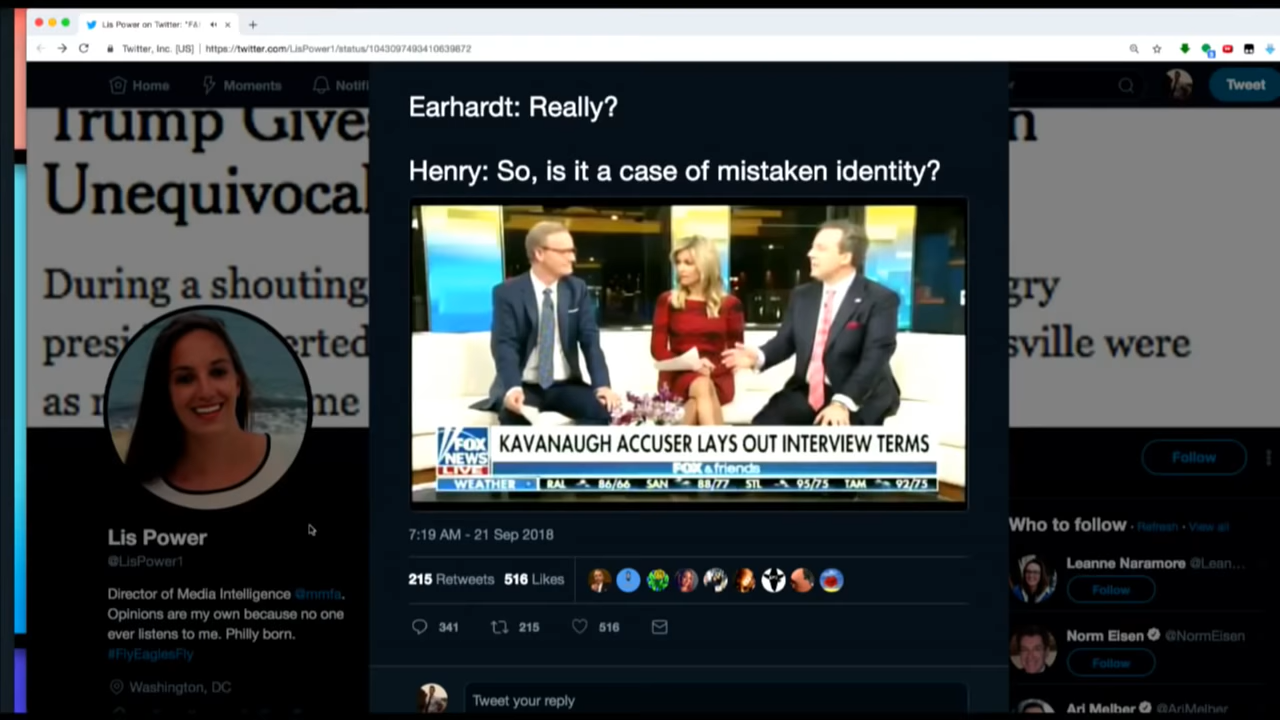 Lis Power on Twitter: "FA
Twitter, Inc. [US] | https://twitter.com/LisPower1/status/1043097493410639872
Home
Moments
Notifi
Tweet
Trump Give
n
Unequivocal
During a shouting
gry
presi
erted
sville were
as
me
Earhardt: Really?
Henry: So, is it a case of mistaken identity?
FOX
NEWS
LIVE
KAVANAUGH ACCUSER LAYS OUT INTERVIEW TERMS
FOX & friends
WEATHER RAL 86/66 SAN 88/77 STL 95/75 TAM 92/75
7:19 AM - 21 Sep 2018
215 Retweets 516 Likes
341 215 516
Tweet your reply
Lis Power
@LisPower1
Director of Media Intelligence @mmfa.
Opinions are my own because no one
ever listens to me. Philly born.
#FlyEaglesFly
Washington, DC
Follow
Who to follow · Refresh · View all
Leanne Naramore @Lean...
Follow
Norm Eisen @NormEisen
Follow
Ari Melber @AriMelber